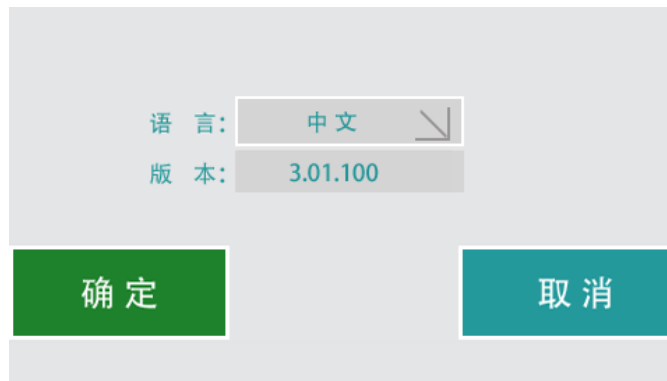 语 言: 中 文
版 本: 3.01.100
确 定 取 消